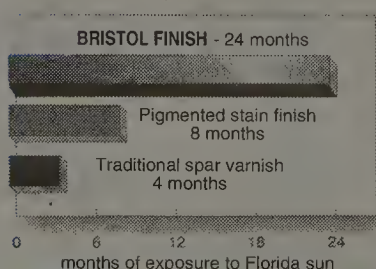 BRISTOL FINISH - 24 months
Pigmented stain finish
8 months
Traditional spar varnish
4 months
0 6 12 18 24
months of exposure to Florida sun